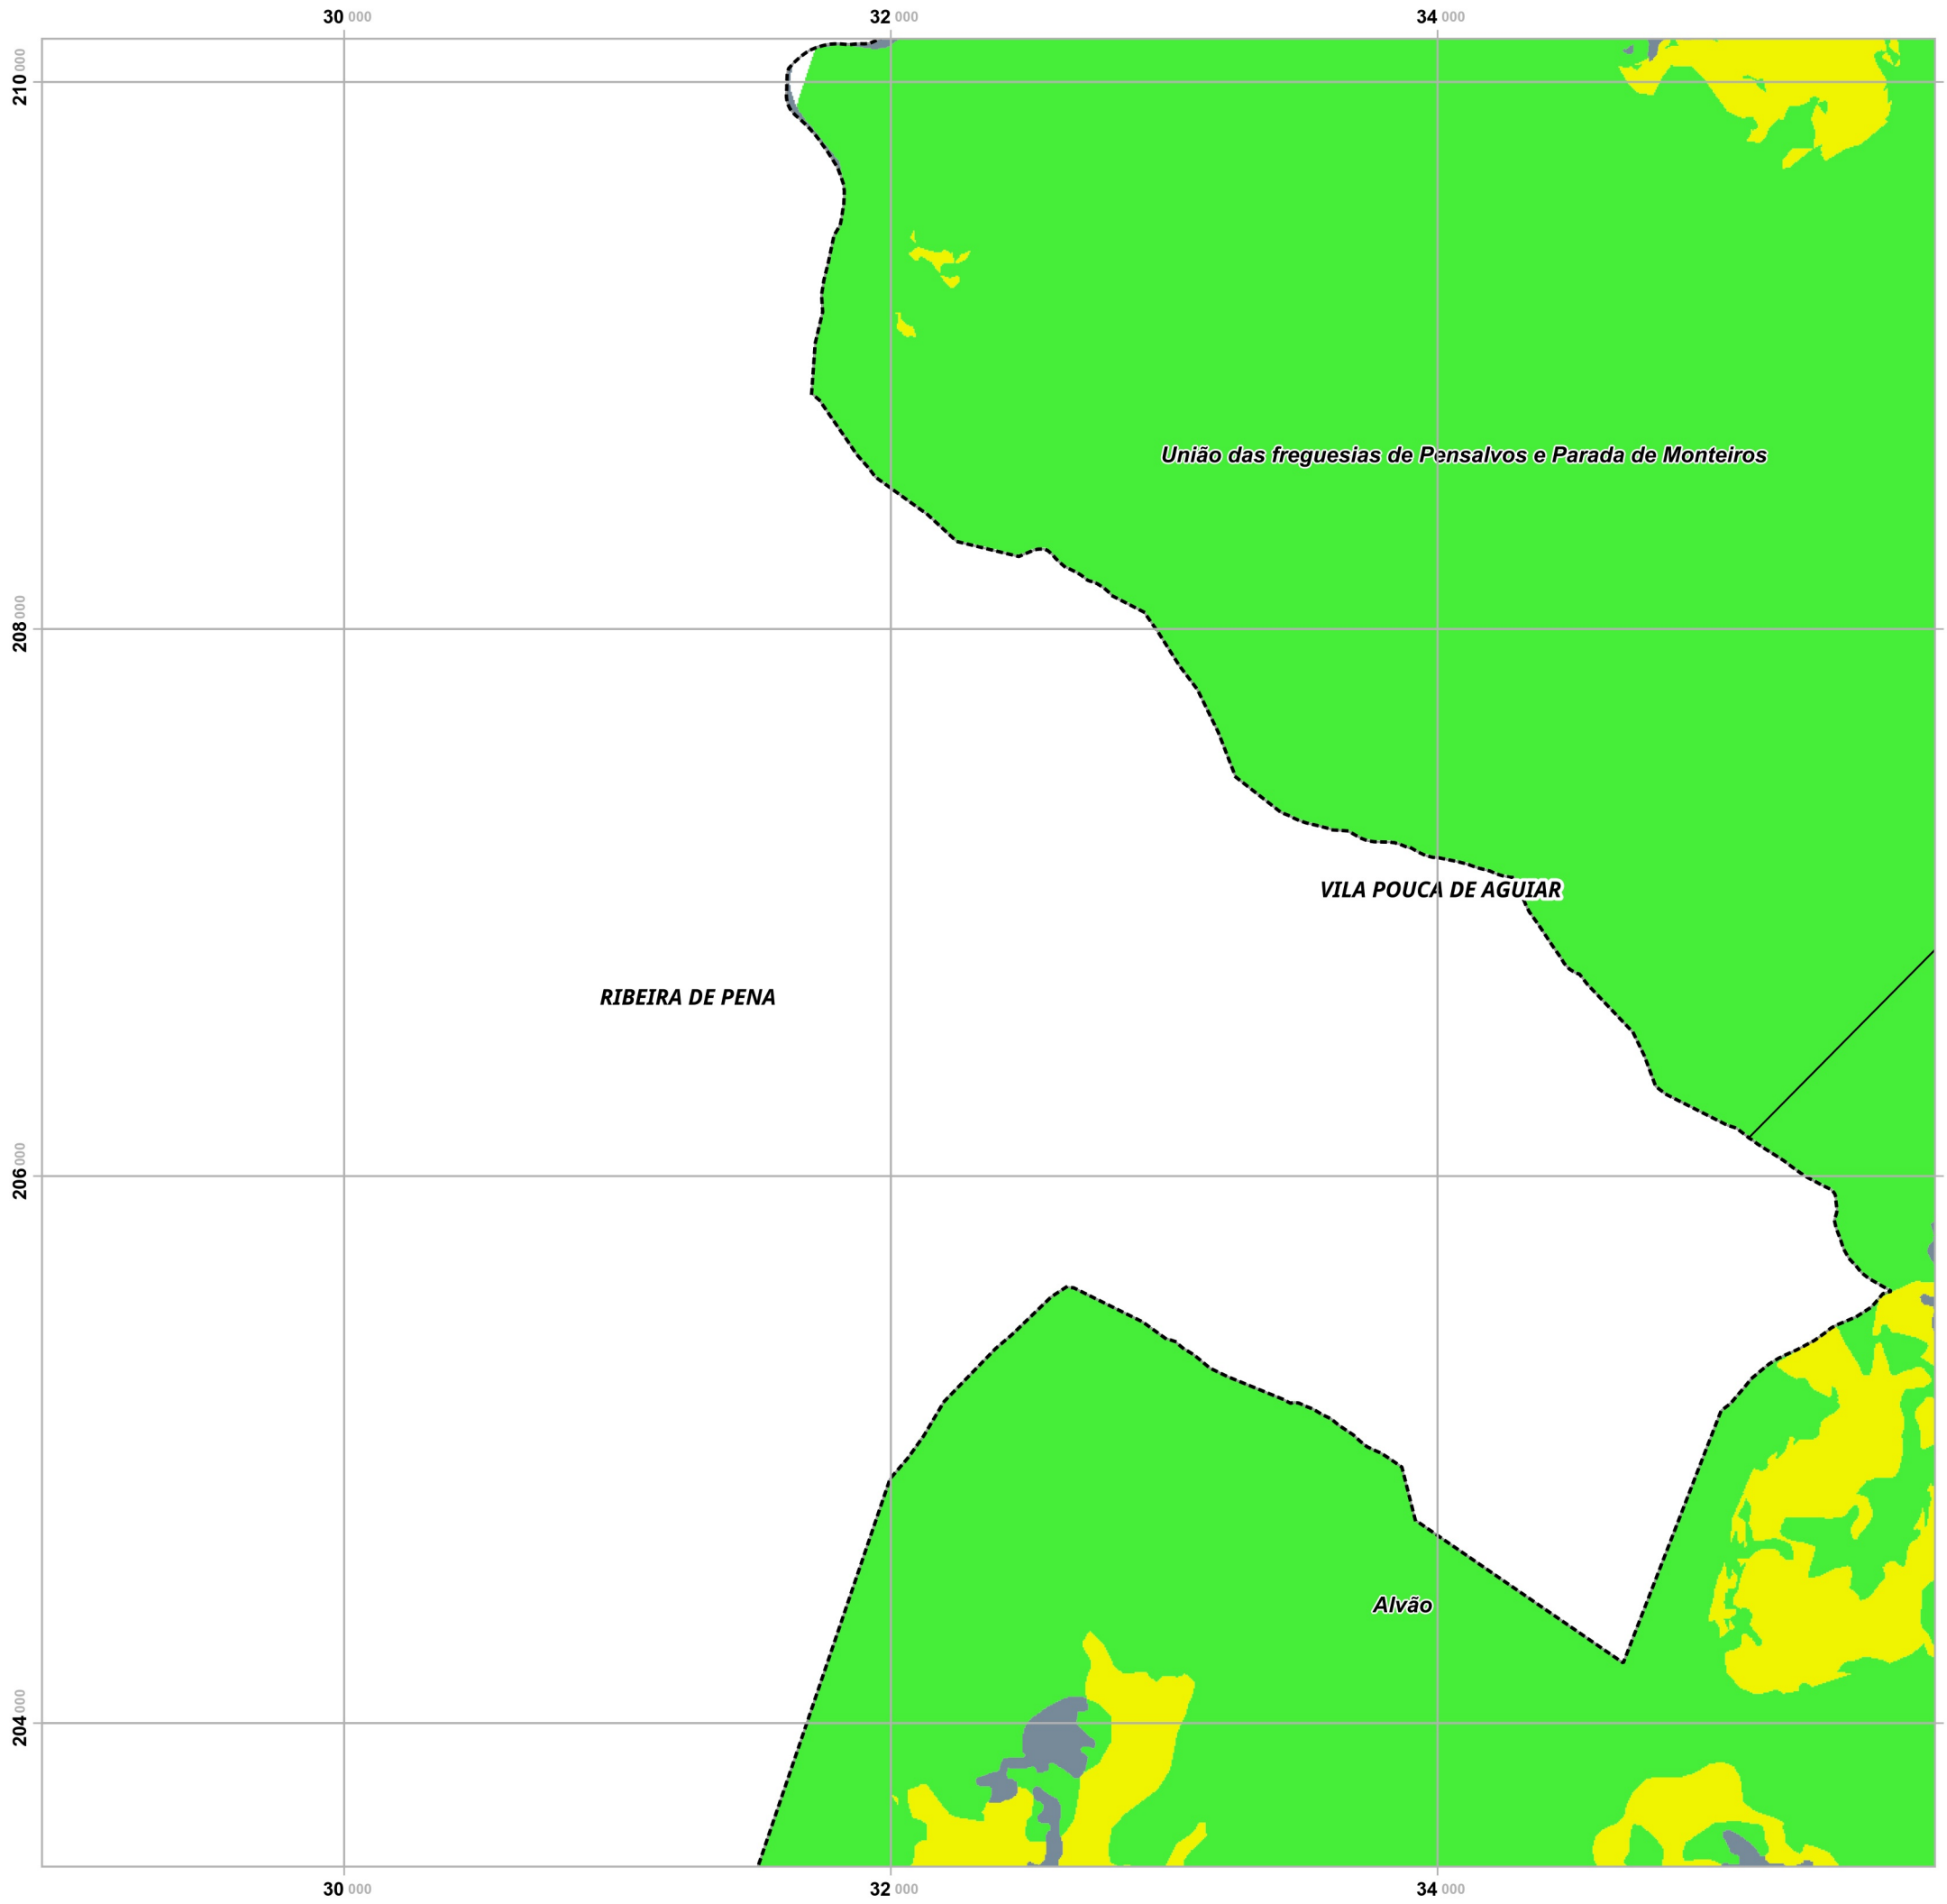 30 000 32 000 34 000
210 000
União das freguesias de Pensalvos e Parada de Monteiros
208 000
VILA POUCA DE AGUIAR
RIBEIRA DE PENA
206 000
Alvão
204 000
30 000 32 000 34 000